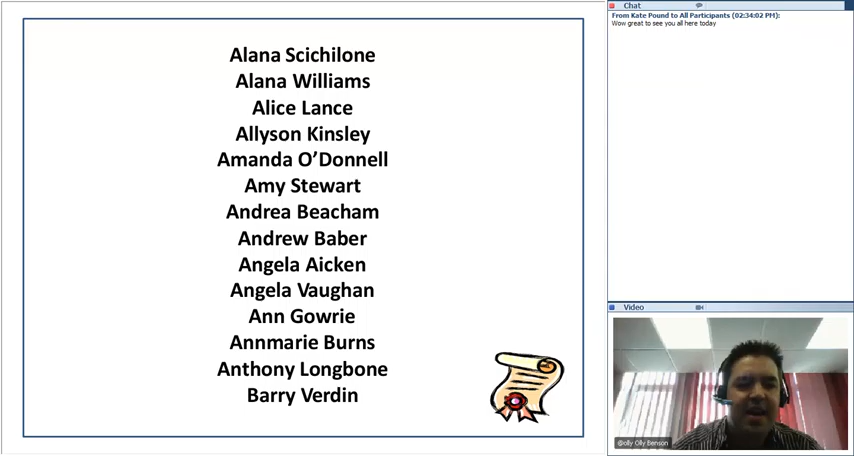 Alana Scichilone
Alana Williams
Alice Lance
Allyson Kinsley
Amanda O’Donnell
Amy Stewart
Andrea Beacham
Andrew Baber
Angela Aicken
Angela Vaughan
Ann Gowrie
Annmarie Burns
Anthony Longbone
Barry Verdin
Chat
From Kate Pound to All Participants (02:34:02 PM):
Wow great to see you all here today
Video
@olly Olly Benson